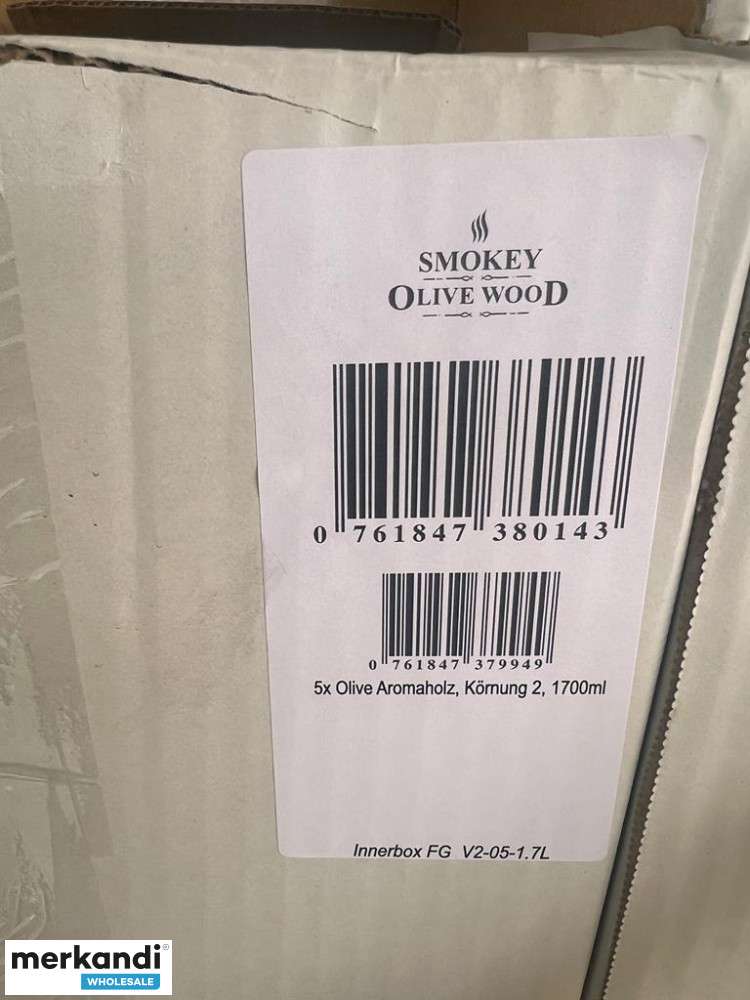 SMOKEY
OLIVE WOOD
0 761847 380143
0 761847 379949
5x Olive Aromaholz, Körnung 2, 1700ml
Innerbox FG V2-05-1.7L
merkandi®
WHOLESALE